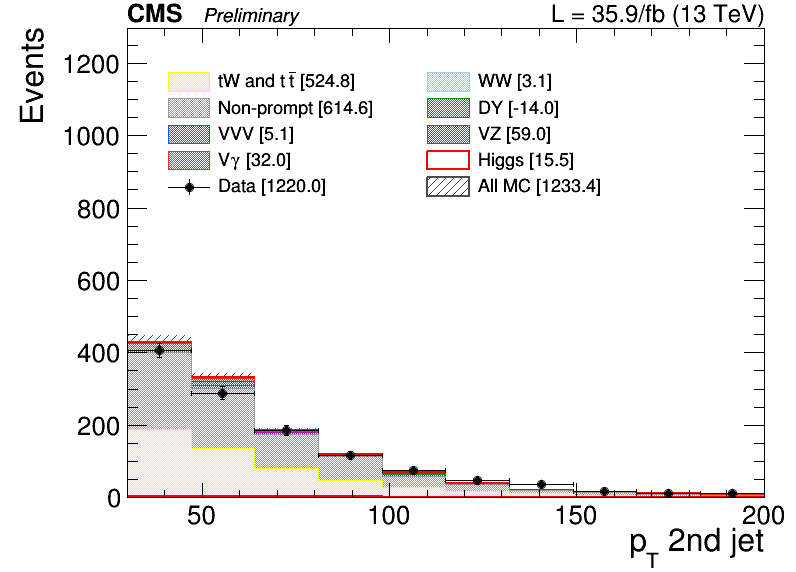 CMS Preliminary L = 35.9/fb (13 TeV)
Events
1200
1000
800
600
400
200
0
tW and t t̅ [524.8] WW [3.1]
Non-prompt [614.6] DY [-14.0]
VVV [5.1] VZ [59.0]
Vγ [32.0] Higgs [15.5]
Data [1220.0] All MC [1233.4]
50 100 150 200
p_T 2nd jet